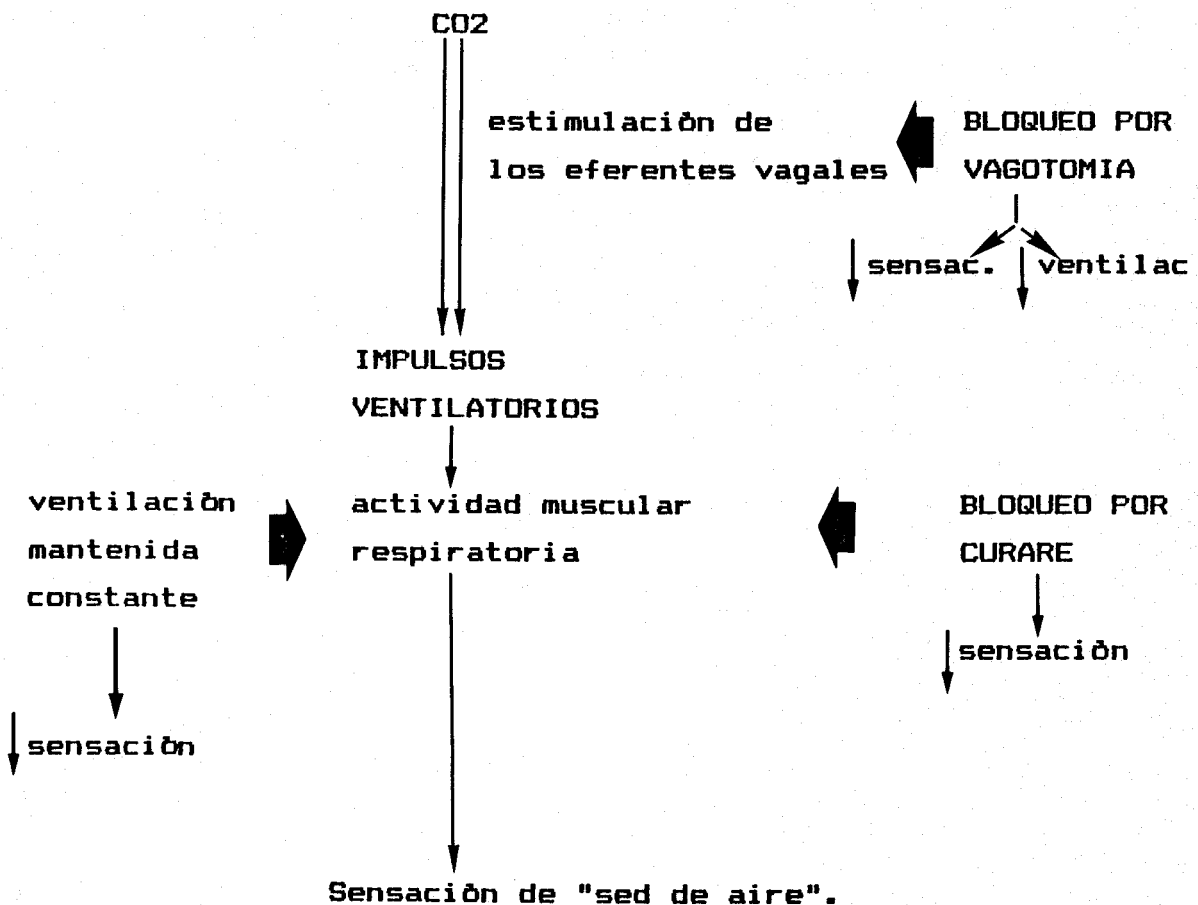 CO2
estimulación de
los eferentes vagales
BLOQUEO POR
VAGOTOMIA
sensac.
ventilac
IMPULSOS
VENTILATORIOS
ventilación
mantenida
constante
actividad muscular
respiratoria
BLOQUEO POR
CURARE
sensación
sensación
Sensación de "sed de aire".